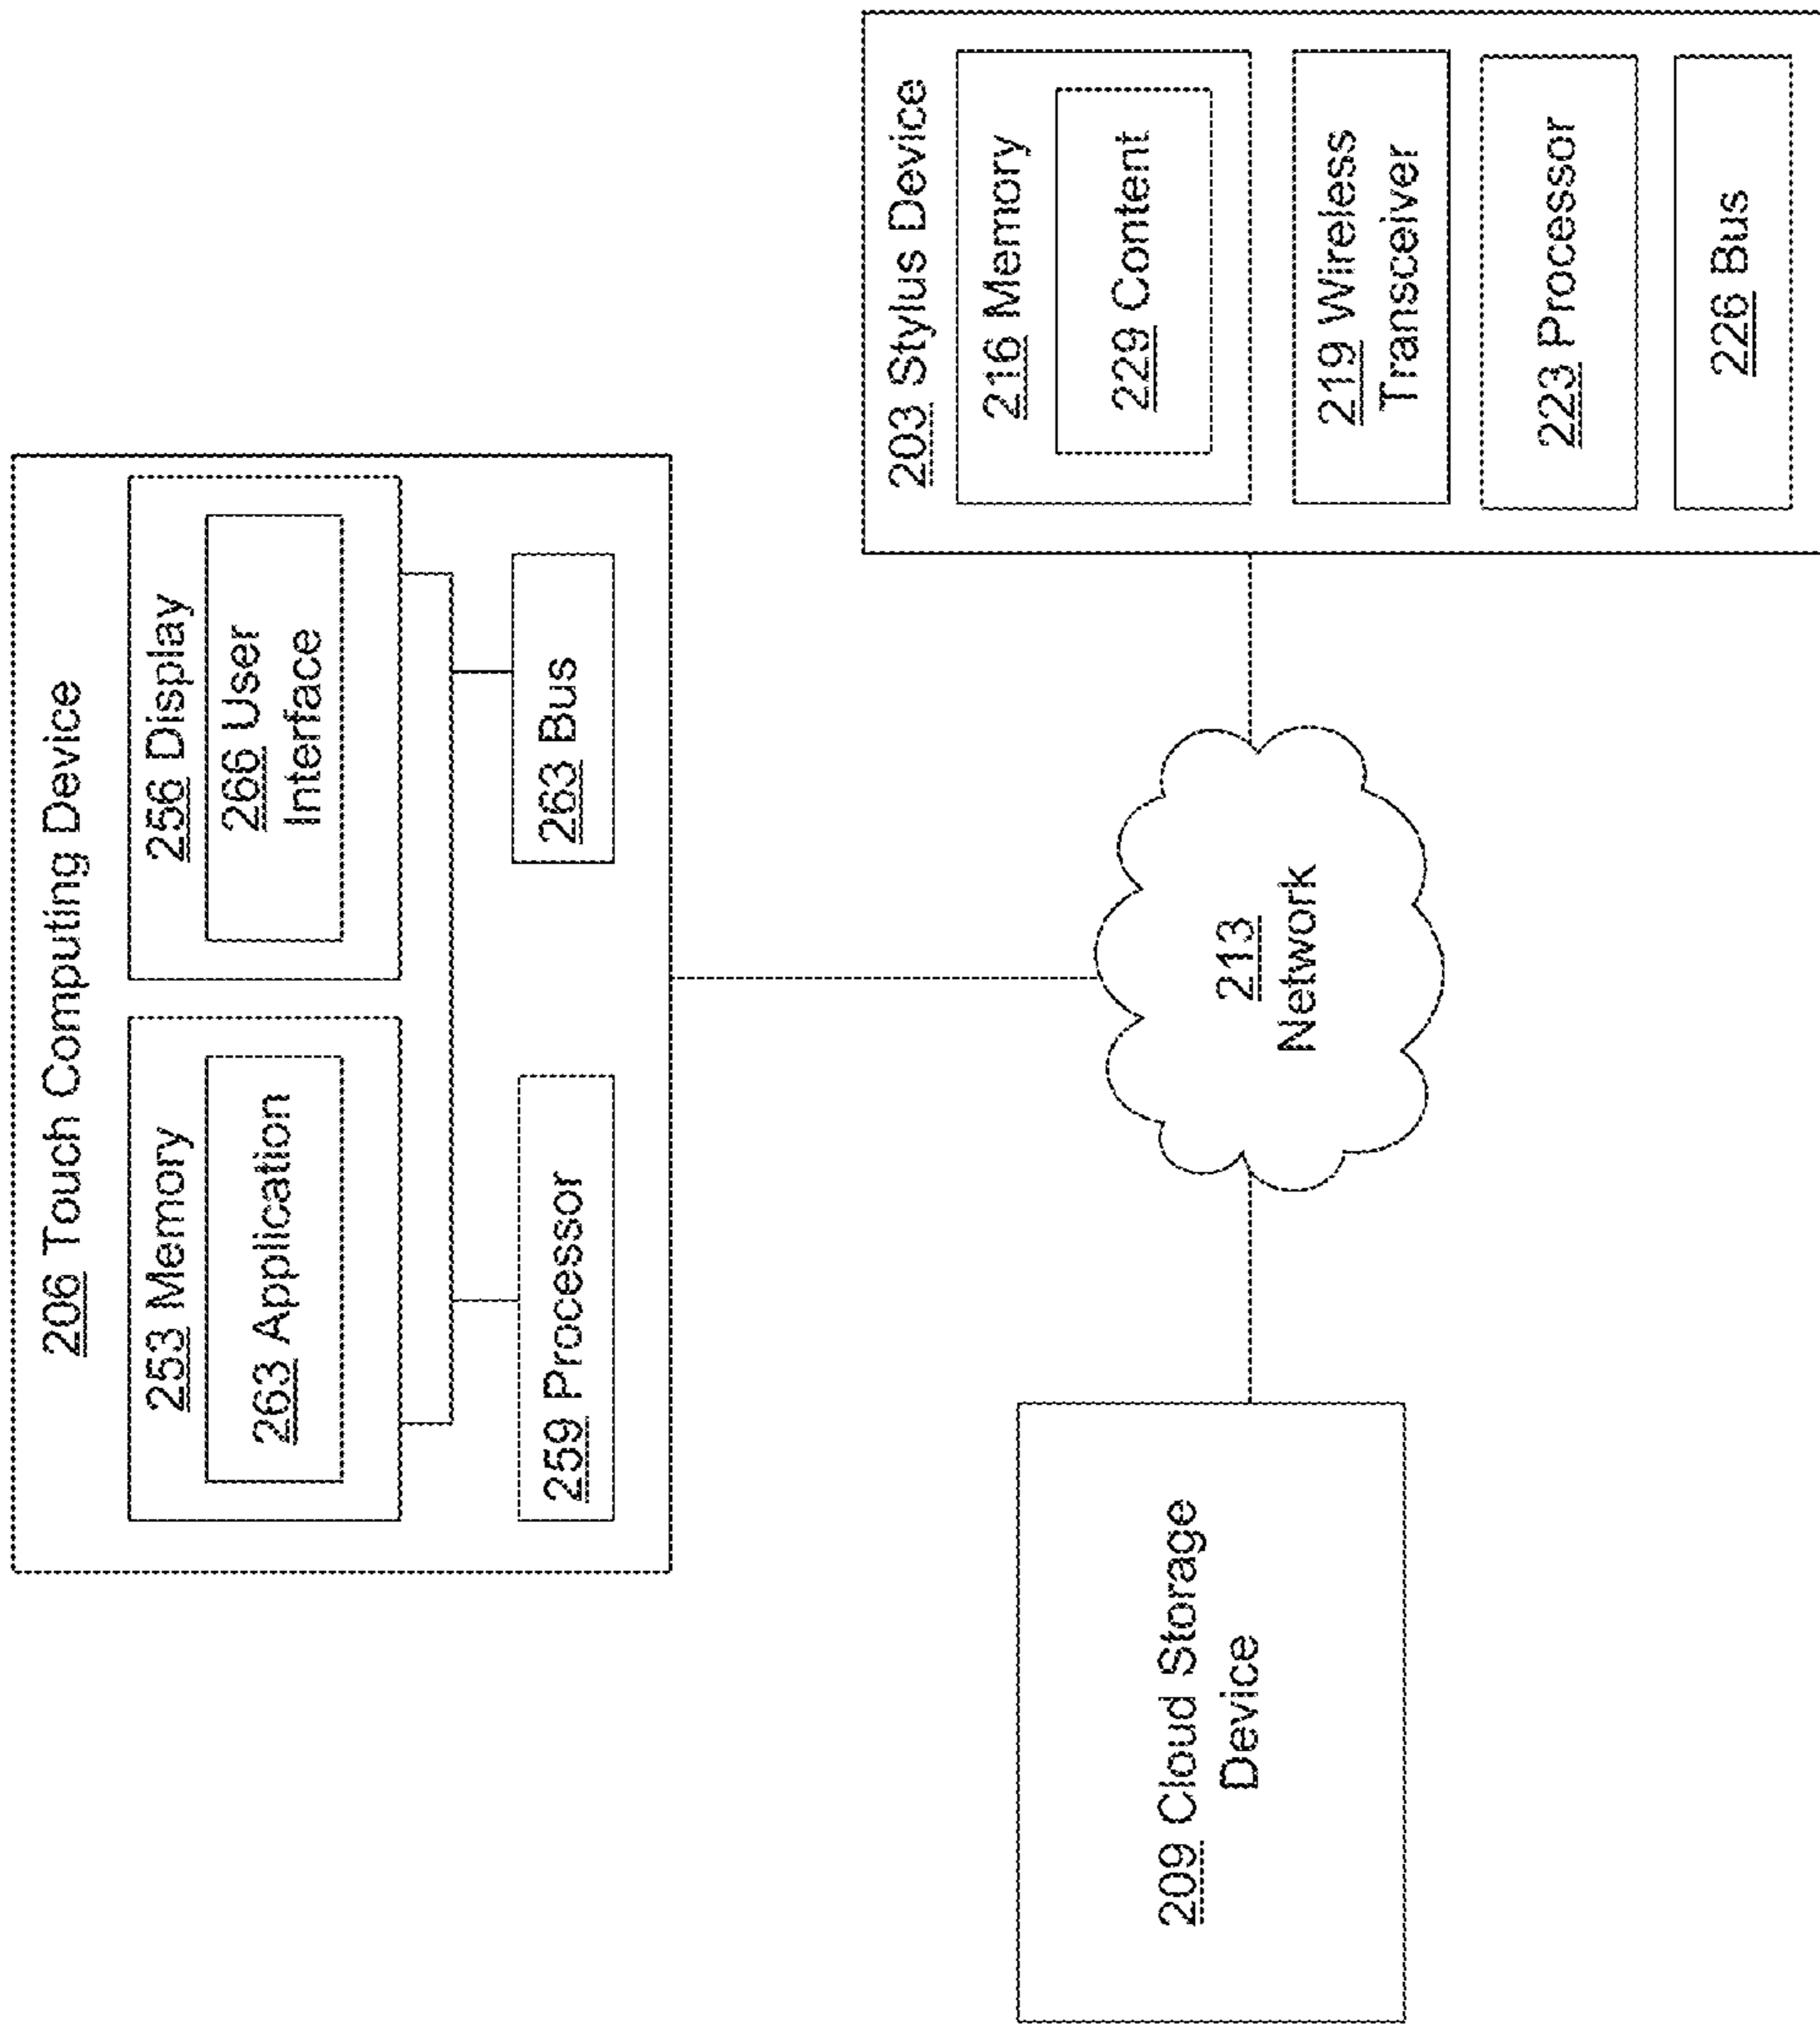 206 Touch Computing Device
253 Memory
263 Application
256 Display
266 User
Interface
259 Processor
263 Bus
209 Cloud Storage
Device
213
Network
203 Stylus Device
216 Memory
229 Content
219 Wireless
Transceiver
223 Processor
226 Bus